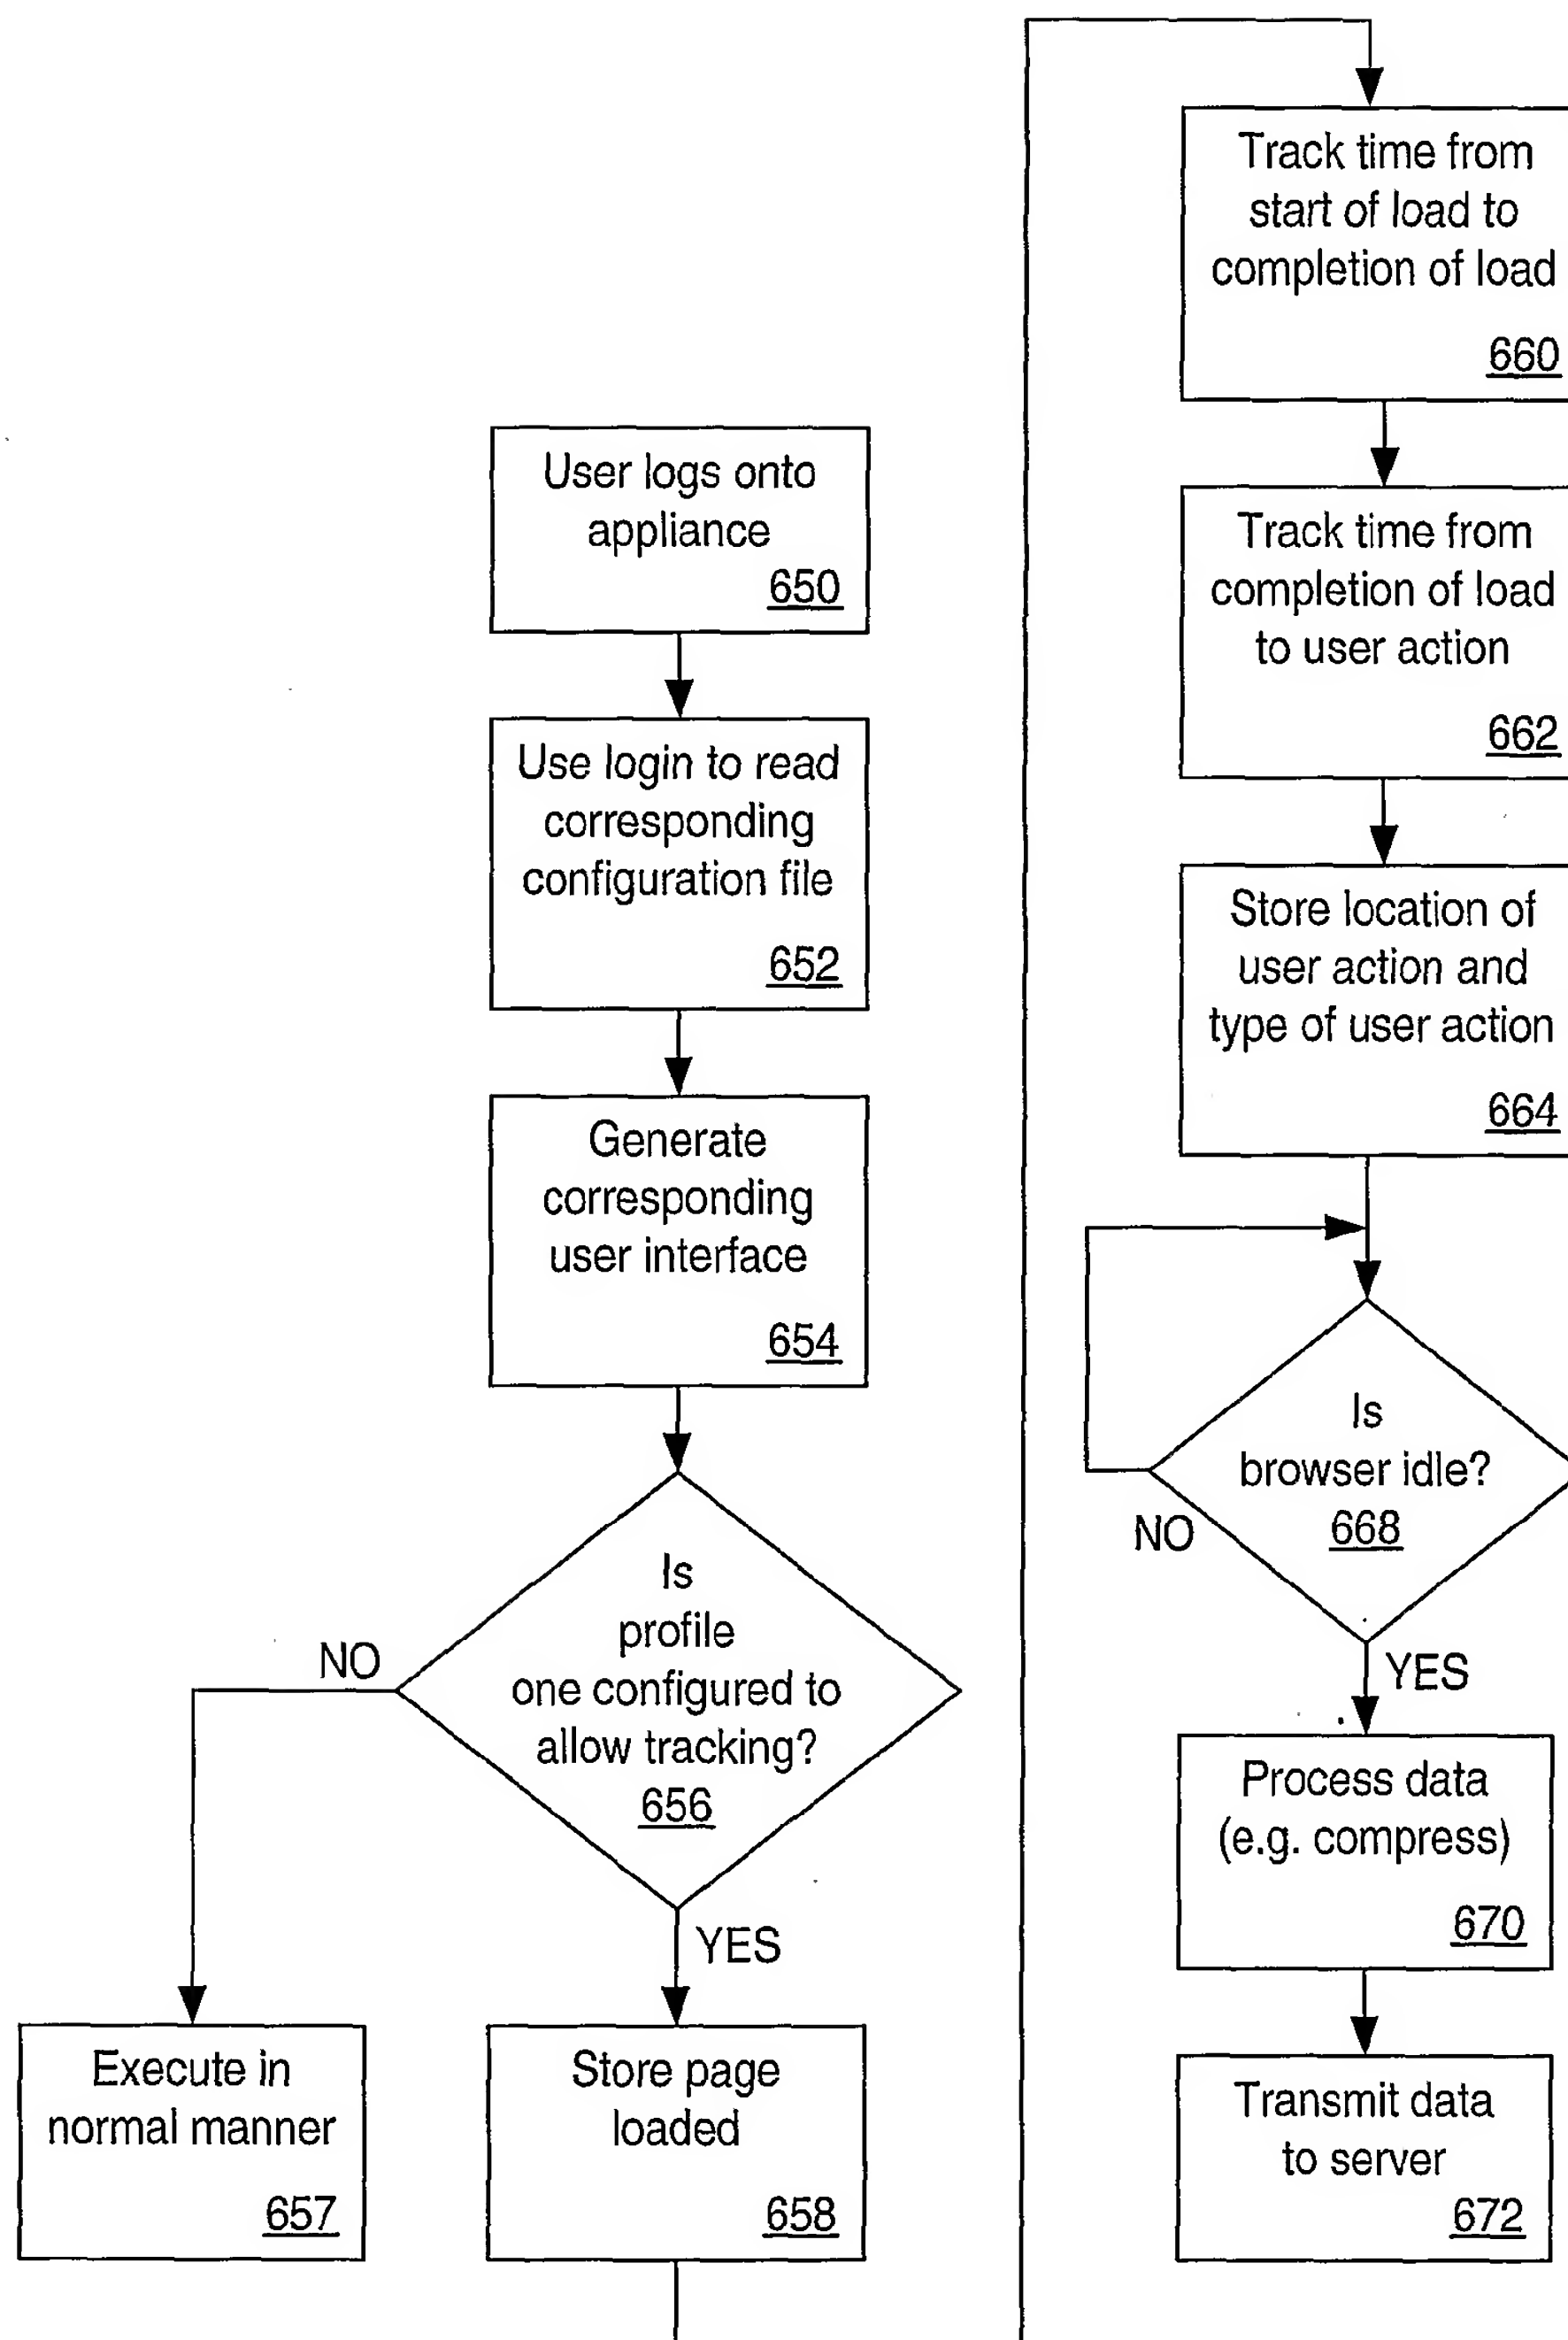 User logs onto
appliance
650
Use login to read
corresponding
configuration file
652
Generate
corresponding
user interface
654
Is
profile
one configured to
allow tracking?
656
NO
YES
Execute in
normal manner
657
Store page
loaded
658
Track time from
start of load to
completion of load
660
Track time from
completion of load
to user action
662
Store location of
user action and
type of user action
664
Is
browser idle?
668
NO
YES
Process data
(e.g. compress)
670
Transmit data
to server
672